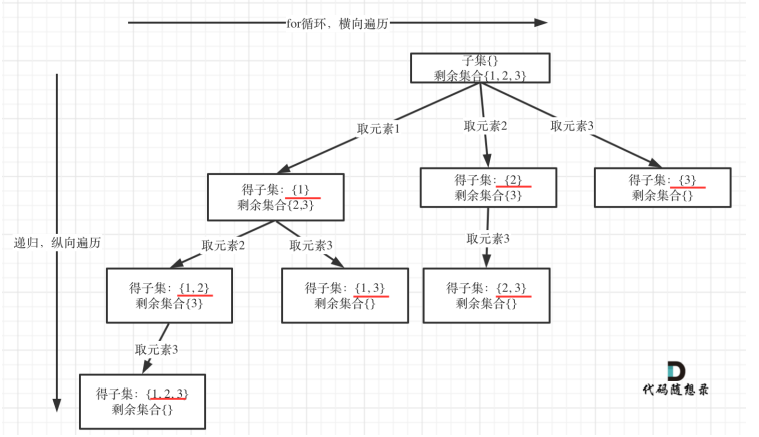 for循环，横向遍历
子集{}
剩余集合{1, 2, 3}
取元素1
取元素2
取元素3
得子集：{1}
剩余集合{2,3}
得子集：{2}
剩余集合{3}
得子集：{3}
剩余集合{}
递归，纵向遍历
取元素2
取元素3
取元素3
得子集：{1, 2}
剩余集合{3}
得子集：{1, 3}
剩余集合{}
得子集：{2, 3}
剩余集合{}
取元素3
得子集：{1, 2, 3}
剩余集合{}
代码随想录